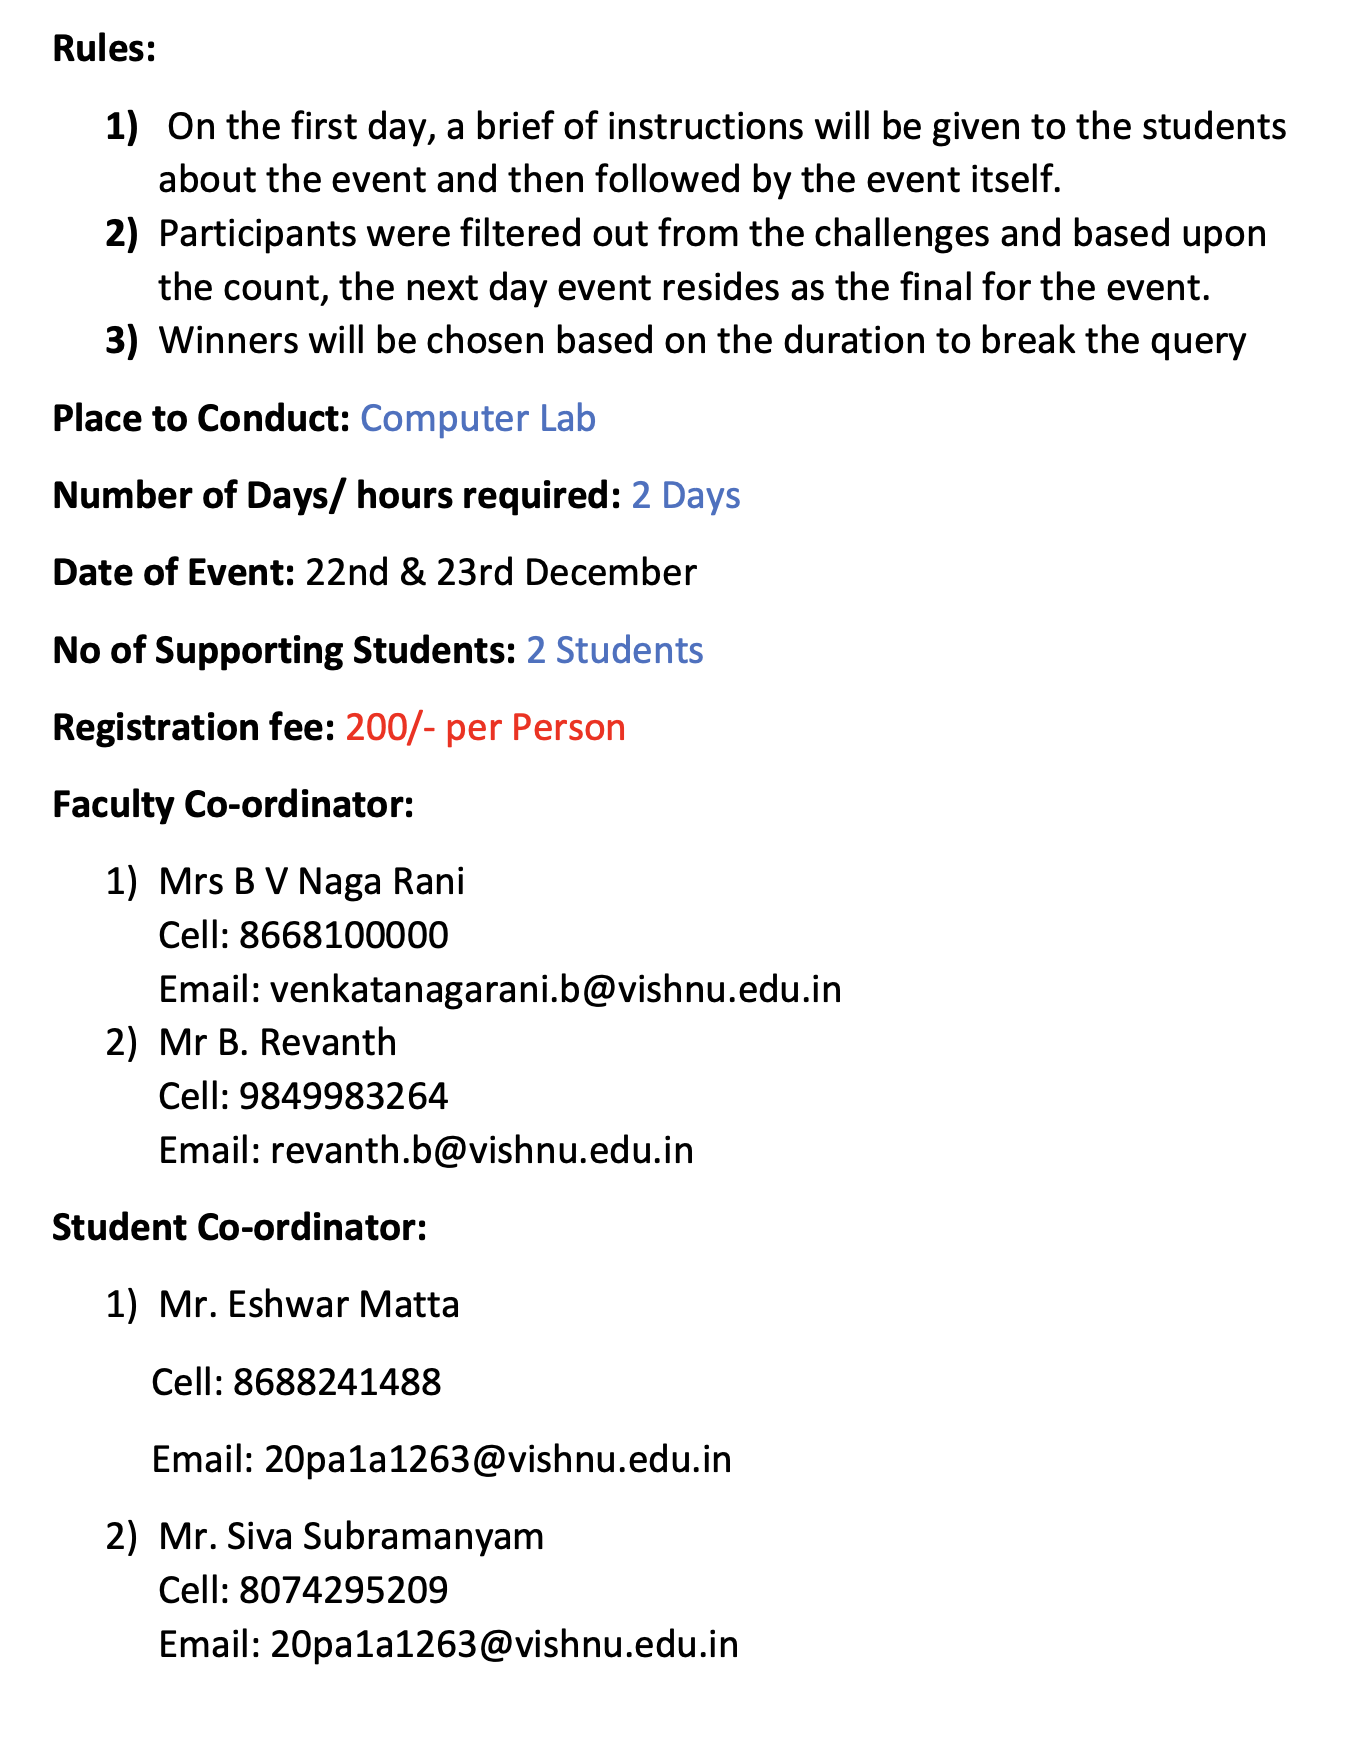 Rules:
1) On the first day, a brief of instructions will be given to the students
about the event and then followed by the event itself.
2) Participants were filtered out from the challenges and based upon
the count, the next day event resides as the final for the event.
3) Winners will be chosen based on the duration to break the query
Place to Conduct: Computer Lab
Number of Days/ hours required: 2 Days
Date of Event: 22nd & 23rd December
No of Supporting Students: 2 Students
Registration fee: 200/- per Person
Faculty Co-ordinator:
1) Mrs B V Naga Rani
Cell: 8668100000
Email: venkatanagarani.b@vishnu.edu.in
2) Mr B. Revanth
Cell: 9849983264
Email: revanth.b@vishnu.edu.in
Student Co-ordinator:
1) Mr. Eshwar Matta
Cell: 8688241488
Email: 20pa1a1263@vishnu.edu.in
2) Mr. Siva Subramanyam
Cell: 8074295209
Email: 20pa1a1263@vishnu.edu.in